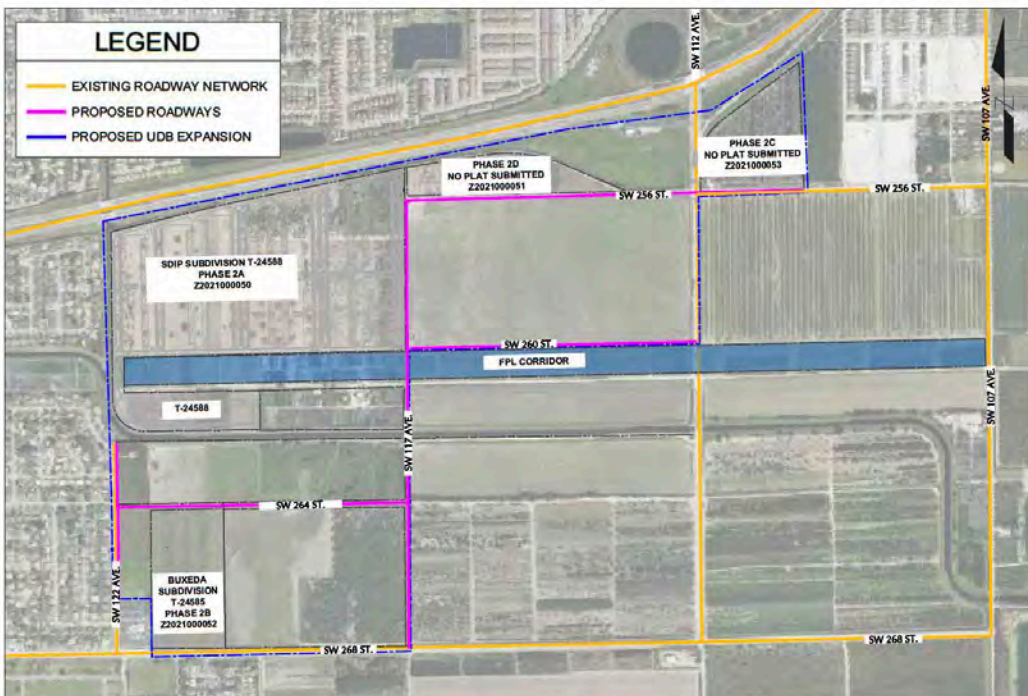 LEGEND
EXISTING ROADWAY NETWORK
PROPOSED ROADWAYS
PROPOSED UDB EXPANSION
SW 112 AVE.
SW 107 AVE.
PHASE 2D
NO PLAT SUBMITTED
Z2021000051
PHASE 2C
NO PLAT SUBMITTED
Z2021000053
SW 256 ST.
SW 256 ST.
SDIP SUBDIVISION T-24588
PHASE 2A
Z2021000050
SW 260 ST.
FPL CORRIDOR
T-24588
SW 117 AVE.
SW 107 AVE.
SW 264 ST.
SW 122 AVE.
BUXEDA
SUBDIVISION
T-24585
PHASE 2B
Z2021000052
SW 268 ST.
SW 268 ST.